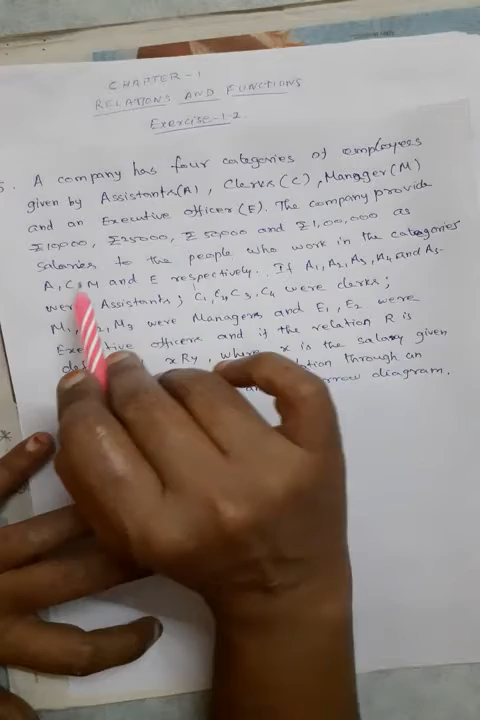 CHAPTER-1
RELATIONS AND FUNCTIONS
Exercise-1.2.
5. A company has four categories of employees
given by Assistants(A), Clerks(C), Manager(M)
and an Executive officer(E). The company provide
₹10,000, ₹25000, ₹50,000 and ₹1,00,000 as
salaries to the people who work in the categories
A, C, M and E respectively. If A1, A2, A3, A4 and A5
were Assistants; C1, C2, C3, C4 were clerks;
M1, M2, M3 were Managers and E1, E2 were
Executive officers and if the relation R is
xRy, where x is the salary given
through an
arrow diagram.